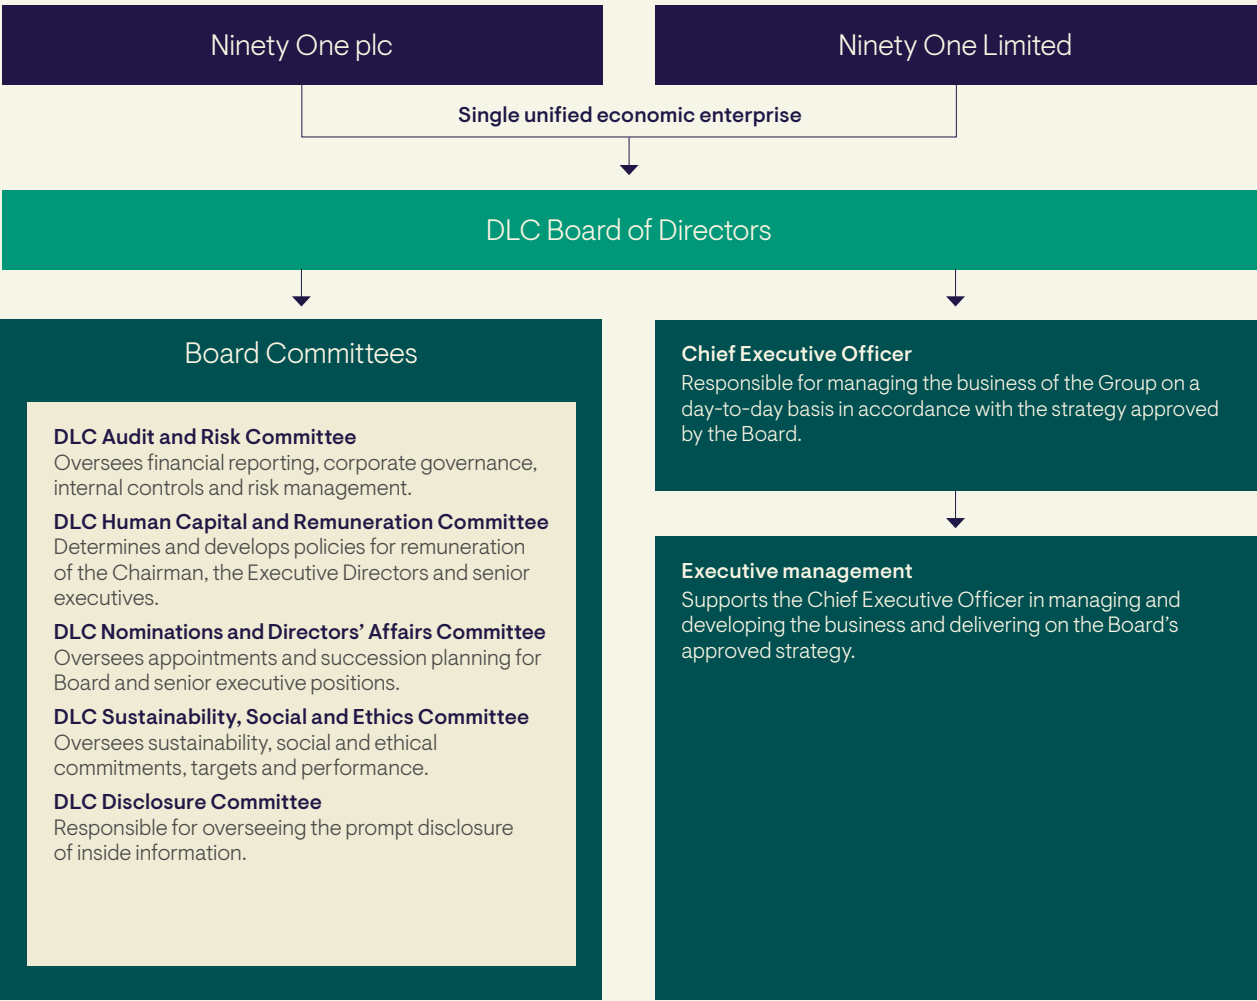 Ninety One plc
Ninety One Limited
Single unified economic enterprise
DLC Board of Directors
Board Committees
DLC Audit and Risk Committee
Oversees financial reporting, corporate governance,
internal controls and risk management.
DLC Human Capital and Remuneration Committee
Determines and develops policies for remuneration
of the Chairman, the Executive Directors and senior
executives.
DLC Nominations and Directors’ Affairs Committee
Oversees appointments and succession planning for
Board and senior executive positions.
DLC Sustainability, Social and Ethics Committee
Oversees sustainability, social and ethical
commitments, targets and performance.
DLC Disclosure Committee
Responsible for overseeing the prompt disclosure
of inside information.
Chief Executive Officer
Responsible for managing the business of the Group on a
day-to-day basis in accordance with the strategy approved
by the Board.
Executive management
Supports the Chief Executive Officer in managing and
developing the business and delivering on the Board’s
approved strategy.